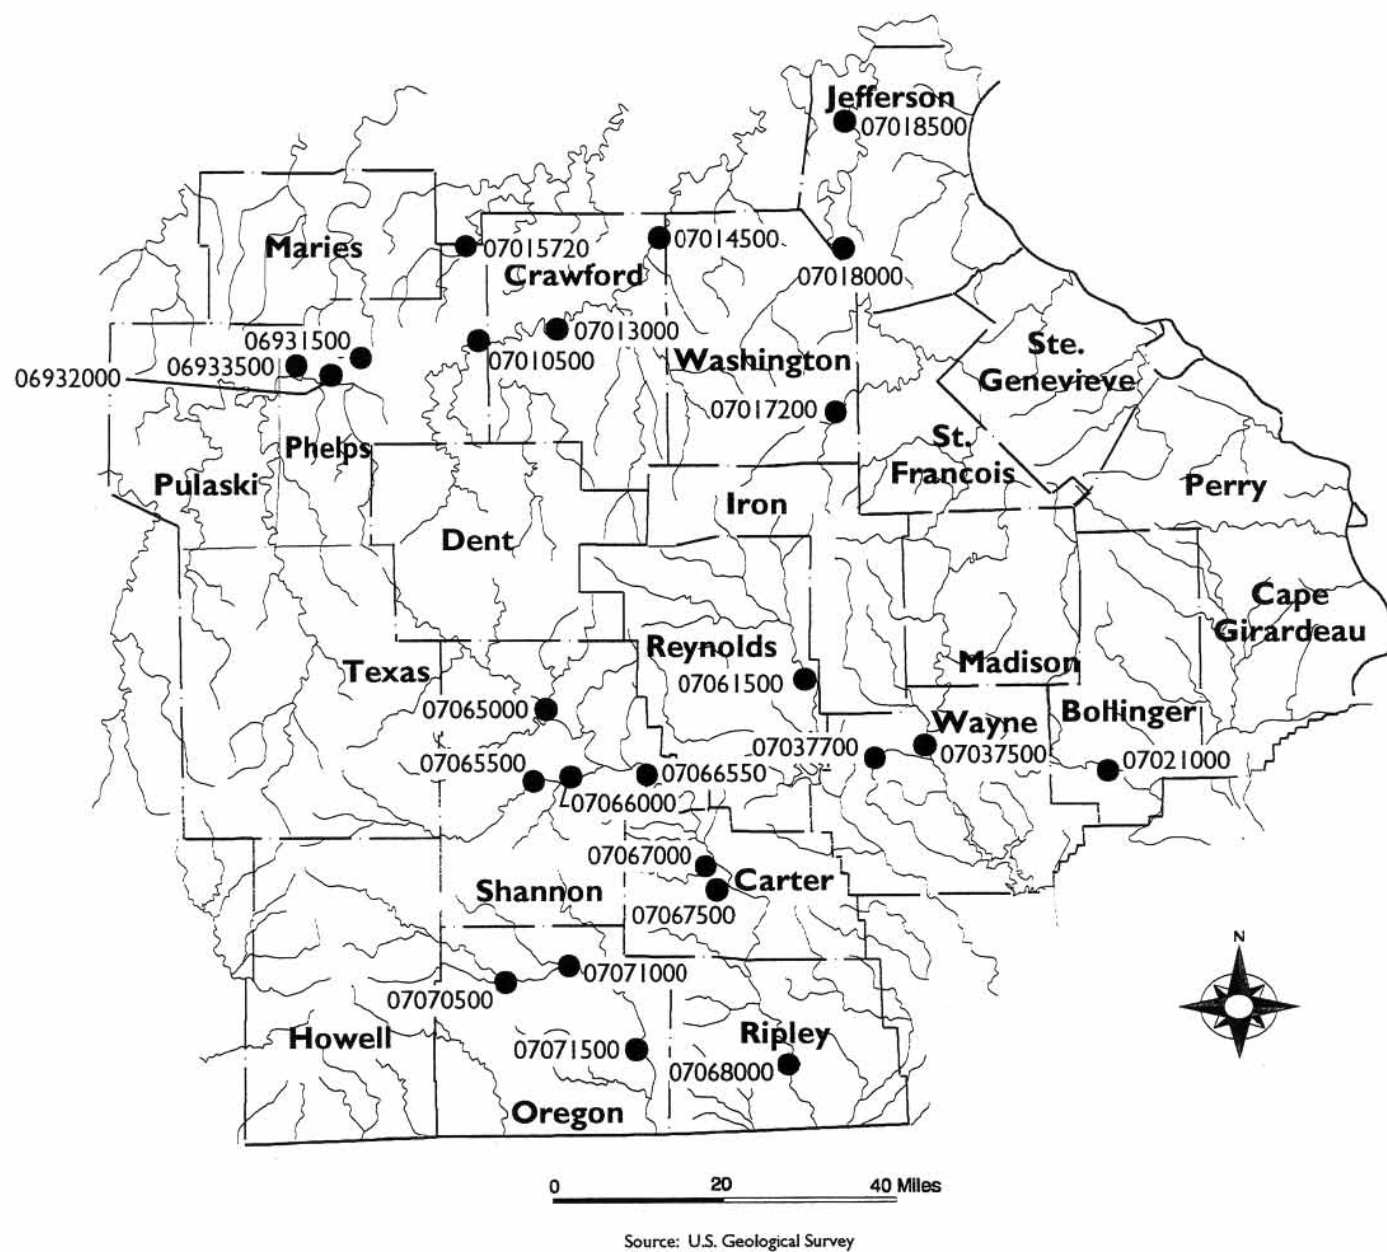 Jefferson
07018500
Maries
07015720
07014500
Crawford
07018000
06931500
07013000
06933500
07010500
Washington
Ste.
Genevieve
06932000
07017200
Phelps
St.
Francois
Pulaski
Perry
Iron
Dent
Cape
Girardeau
Reynolds
Madison
Texas
07061500
07065000
Wayne
Bollinger
07037700
07037500
07065500
07066550
07021000
07066000
07067000
Carter
Shannon
07067500
N
07071000
07070500
Howell
Ripley
07071500
07068000
Oregon
0 20 40 Miles
Source: U.S. Geological Survey